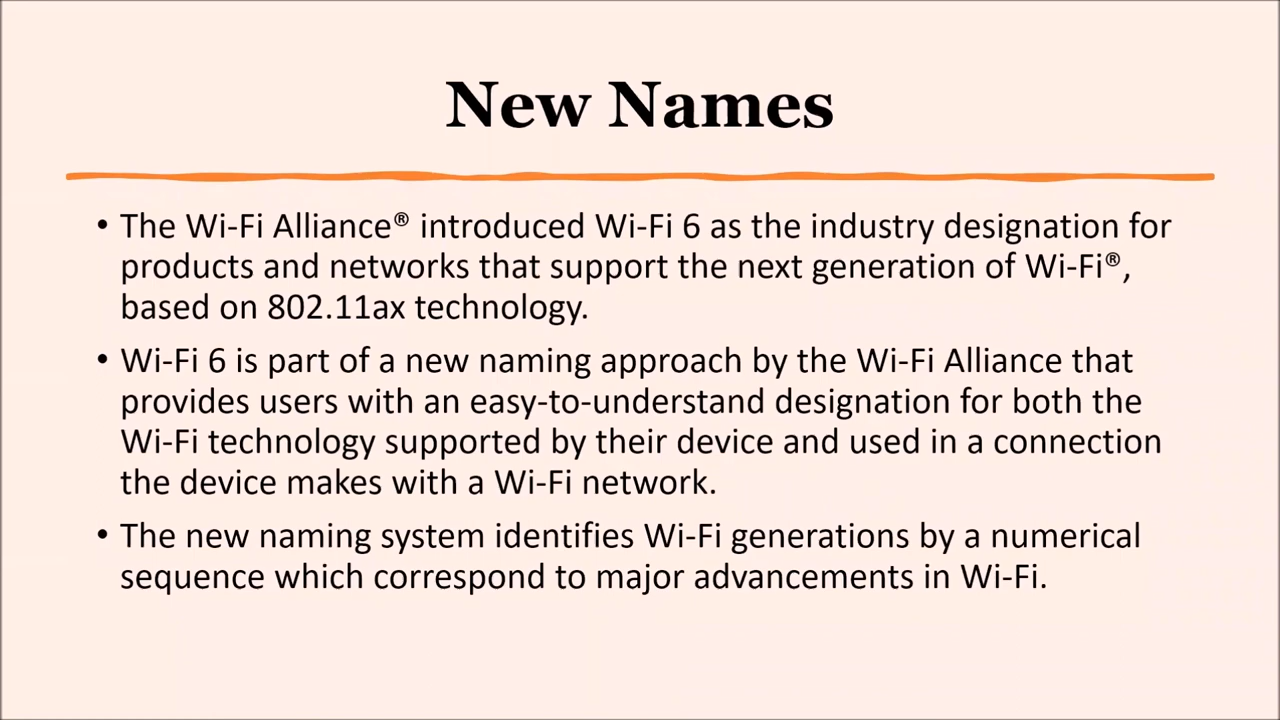 New Names
• The Wi-Fi Alliance® introduced Wi-Fi 6 as the industry designation for
products and networks that support the next generation of Wi-Fi®,
based on 802.11ax technology.
• Wi-Fi 6 is part of a new naming approach by the Wi-Fi Alliance that
provides users with an easy-to-understand designation for both the
Wi-Fi technology supported by their device and used in a connection
the device makes with a Wi-Fi network.
• The new naming system identifies Wi-Fi generations by a numerical
sequence which correspond to major advancements in Wi-Fi.